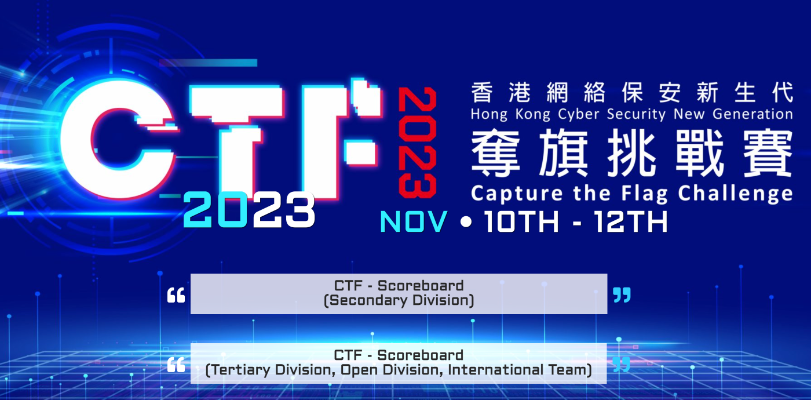 CTF
2023
2023
香港網絡保安新生代
Hong Kong Cyber Security New Generation
奪旗挑戰賽
Capture the Flag Challenge
NOV • 10TH - 12TH
“ CTF - Scoreboard ”
(Secondary Division)
“ CTF - Scoreboard ”
(Tertiary Division, Open Division, International Team)